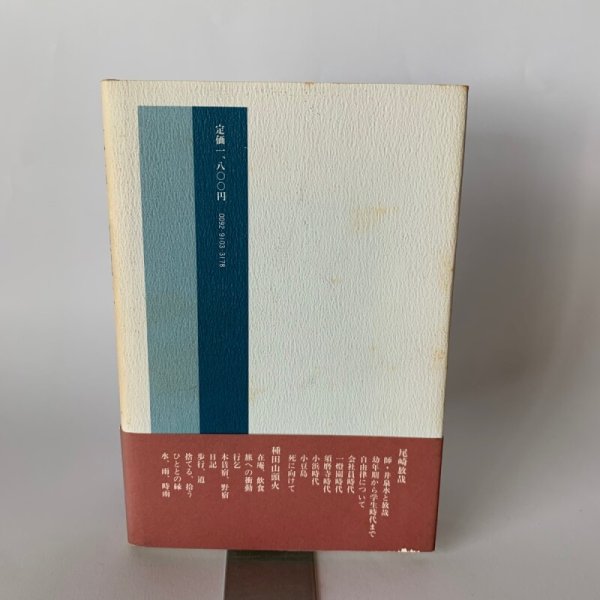 定価一、八〇〇円
0092-9103-3178
尾崎放哉
師・井泉水と放哉
幼年期から学生時代まで
自由律について
会社員時代
一燈園時代
須磨寺時代
小浜時代
小豆島
死に向けて
種田山頭火
在庵、飲食
行乞
旅への衝動
木賃宿、野宿
日記
歩行、道
捨てる、拾う
ひととの縁
水、雨、時雨